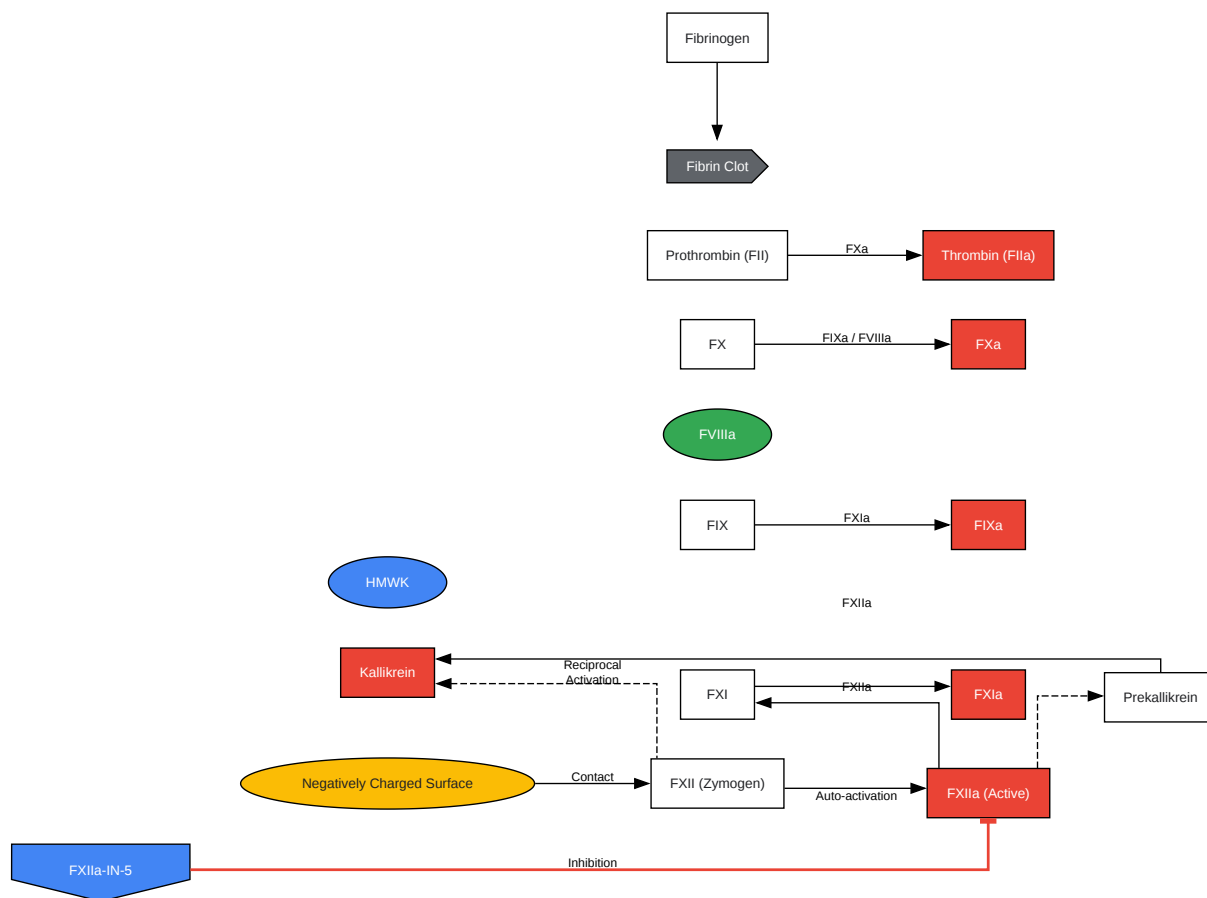 Fibrinogen
Fibrin Clot
Prothrombin (FII)
FXa
Thrombin (FIIa)
FX
FIXa / FVIIIa
FXa
FVIIIa
FIX
FXIa
FIXa
HMWK
FXIIa
Kallikrein
Reciprocal
Activation
FXI
FXIIa
FXIa
Prekallikrein
Negatively Charged Surface
Contact
FXII (Zymogen)
Auto-activation
FXIIa (Active)
FXIIa-IN-5
Inhibition